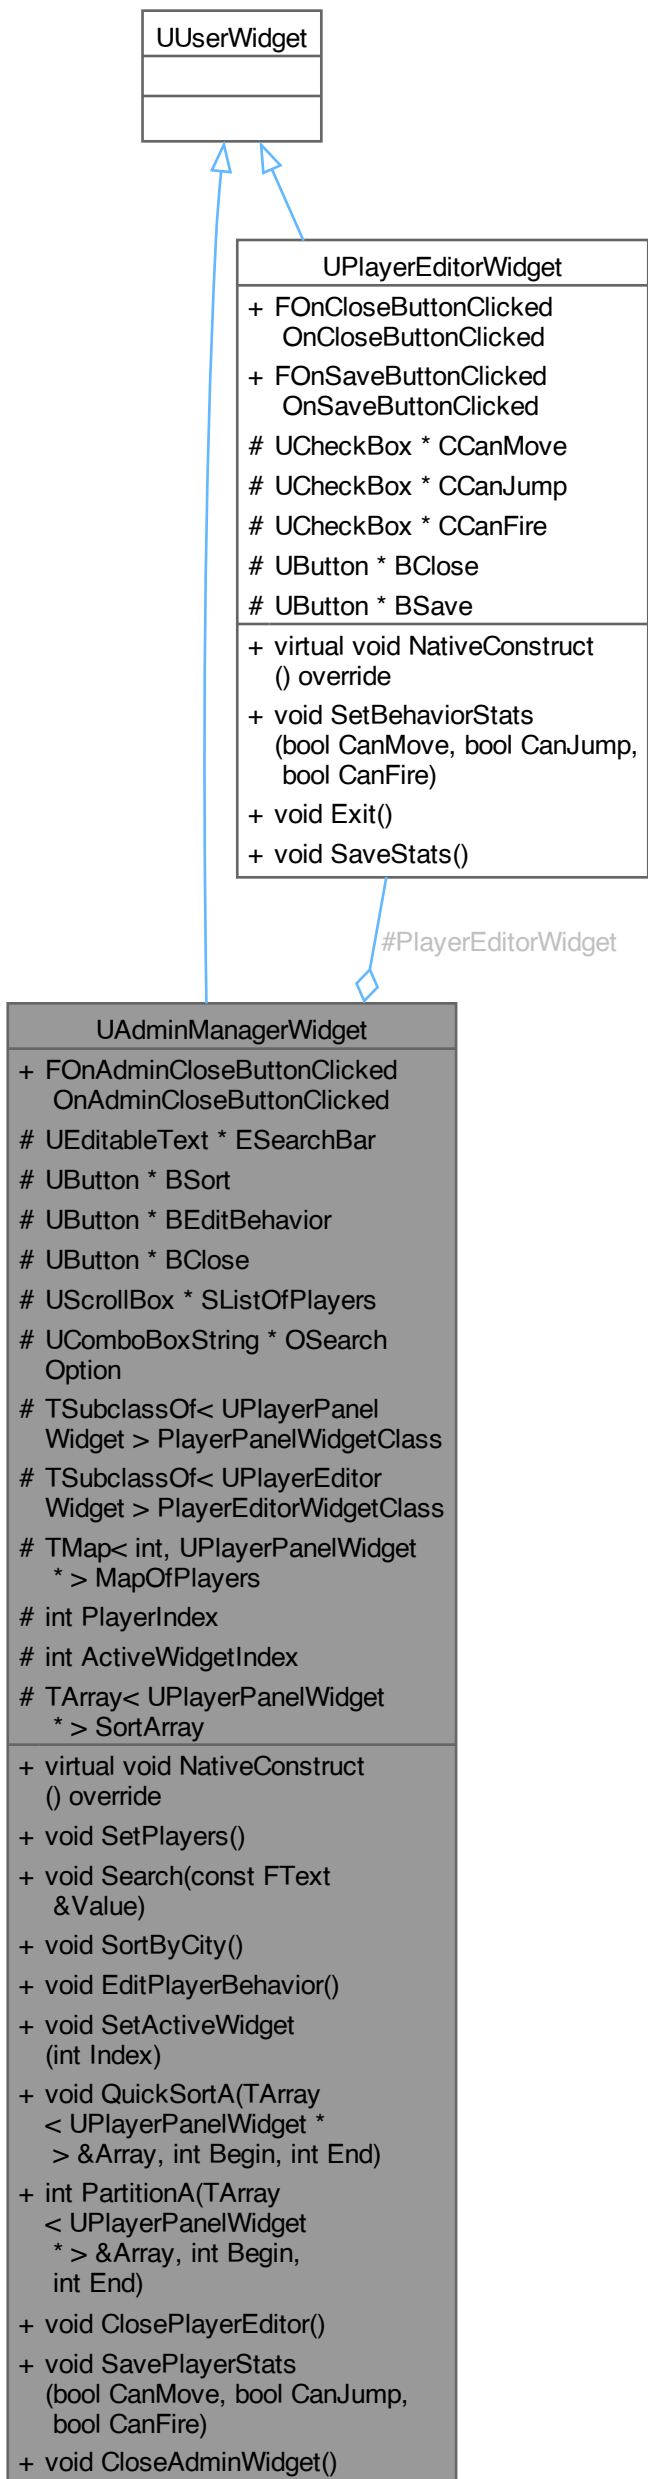 UUserWidget
UPlayerEditorWidget
+ FOnCloseButtonClicked
OnCloseButtonClicked
+ FOnSaveButtonClicked
OnSaveButtonClicked
# UCheckBox * CCanMove
# UCheckBox * CCanJump
# UCheckBox * CCanFire
# UButton * BClose
# UButton * BSave
+ virtual void NativeConstruct
() override
+ void SetBehaviorStats
(bool CanMove, bool CanJump,
bool CanFire)
+ void Exit()
+ void SaveStats()
#PlayerEditorWidget
UAdminManagerWidget
+ FOnAdminCloseButtonClicked
OnAdminCloseButtonClicked
# UEditableText * ESearchBar
# UButton * BSort
# UButton * BEditBehavior
# UButton * BClose
# UScrollBox * SListOfPlayers
# UComboBoxString * OSearch
Option
# TSubclassOf< UPlayerPanel
Widget > PlayerPanelWidgetClass
# TSubclassOf< UPlayerEditor
Widget > PlayerEditorWidgetClass
# TMap< int, UPlayerPanelWidget
* > MapOfPlayers
# int PlayerIndex
# int ActiveWidgetIndex
# TArray< UPlayerPanelWidget
* > SortArray
+ virtual void NativeConstruct
() override
+ void SetPlayers()
+ void Search(const FText
&Value)
+ void SortByCity()
+ void EditPlayerBehavior()
+ void SetActiveWidget
(int Index)
+ void QuickSortA(TArray
< UPlayerPanelWidget *
> &Array, int Begin, int End)
+ int PartitionA(TArray
< UPlayerPanelWidget
* > &Array, int Begin,
int End)
+ void ClosePlayerEditor()
+ void SavePlayerStats
(bool CanMove, bool CanJump,
bool CanFire)
+ void CloseAdminWidget()